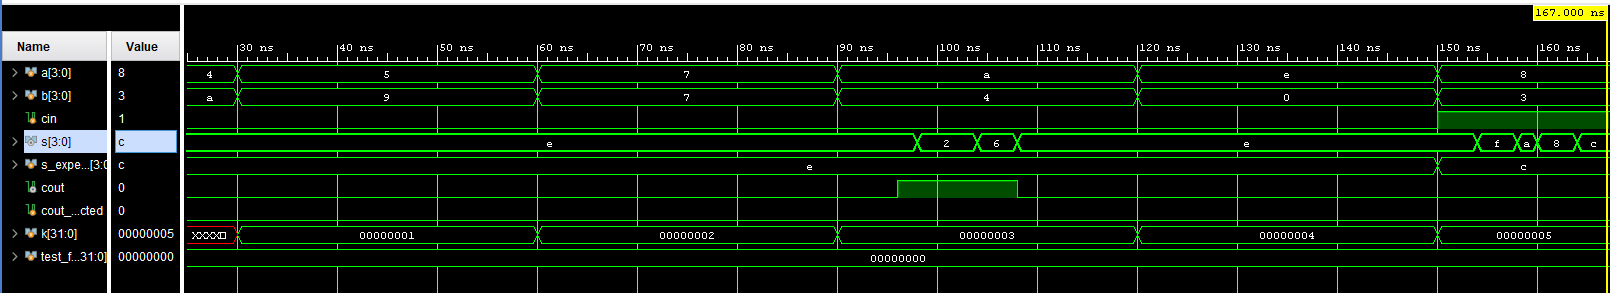 167.000 ns
Name Value
30 ns 40 ns 50 ns 60 ns 70 ns 80 ns 90 ns 100 ns 110 ns 120 ns 130 ns 140 ns 150 ns 160 ns
a[3:0] 8 4 5 7 a e 8
b[3:0] 3 a 9 7 4 0 3
cin 1
s[3:0] c e 2 6 e f a 8 c
s_expe...[3:0 c e c
cout 0
cout_...cted 0
k[31:0] 00000005 XXXX 00000001 00000002 00000003 00000004 00000005
test_f...31:0] 00000000 00000000